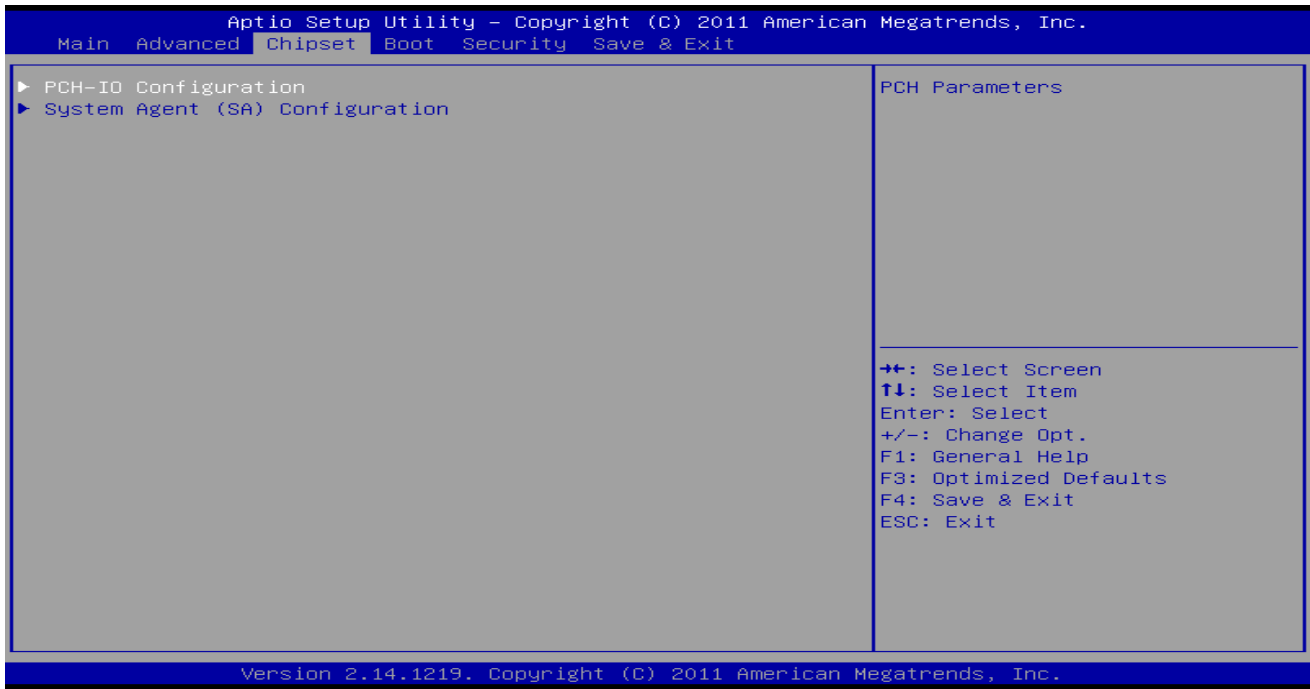 Aptio Setup Utility – Copyright (C) 2011 American Megatrends, Inc.
Main Advanced Chipset Boot Security Save & Exit
▶ PCH-IO Configuration
▶ System Agent (SA) Configuration
PCH Parameters
→←: Select Screen
↑↓: Select Item
Enter: Select
+/-: Change Opt.
F1: General Help
F3: Optimized Defaults
F4: Save & Exit
ESC: Exit
Version 2.14.1219. Copyright (C) 2011 American Megatrends, Inc.